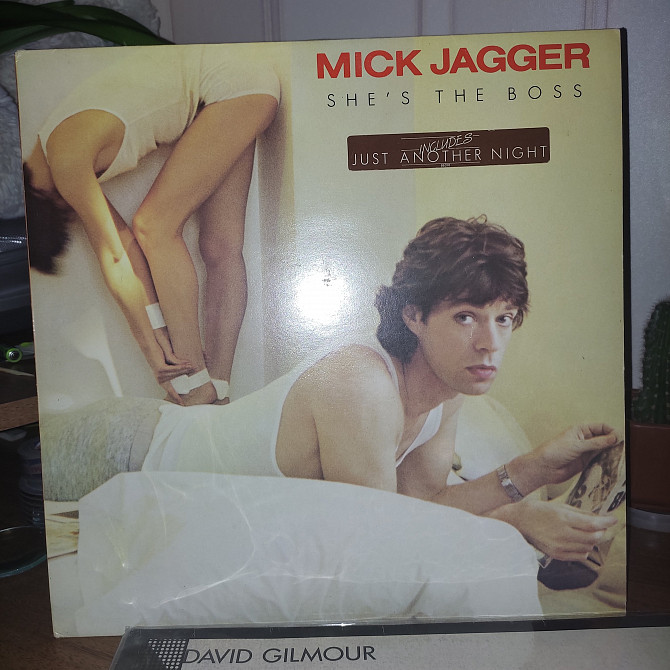 MICK JAGGER
SHE'S THE BOSS
INCLUDES
JUST ANOTHER NIGHT
DAVID GILMOUR